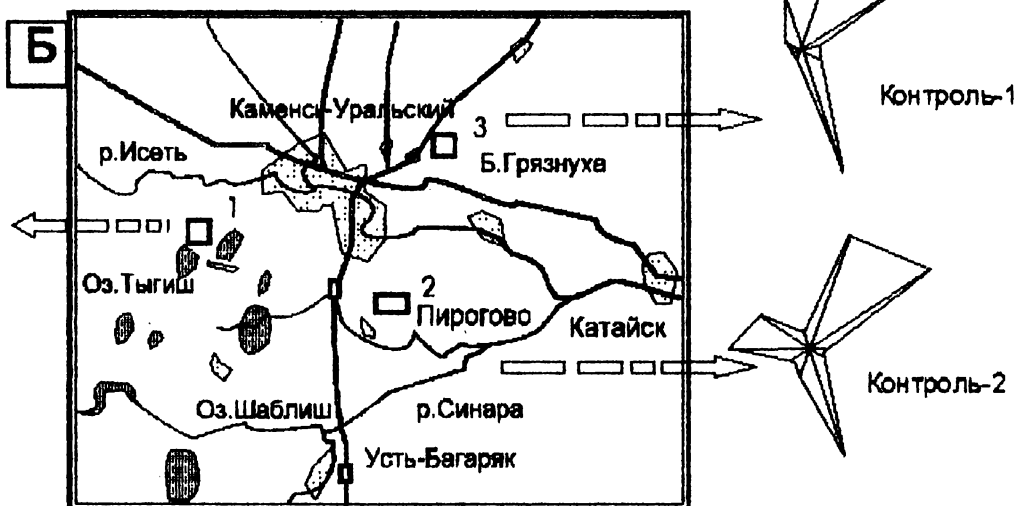 Б
Каменск-Уральский
3
Контроль-1
р.Исеть
Б.Грязнуха
1
Оз.Тыгиш
2
Пирогово
Катайск
Контроль-2
Оз.Шаблиш
р.Синара
Усть-Багаряк